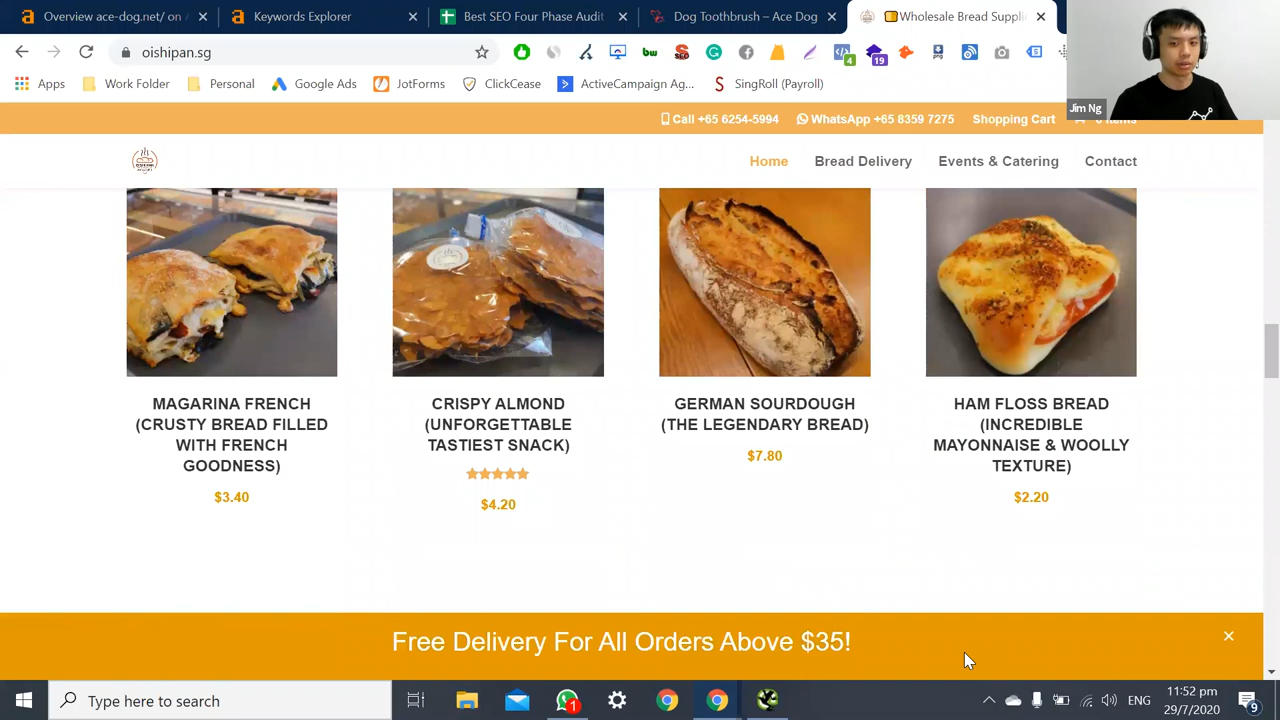 Overview ace-dog.net/ on
Keywords Explorer
Best SEO Four Phase Audit
Dog Toothbrush – Ace Dog
Wholesale Bread Suppli
oishipan.sg
4
19
Apps
Work Folder
Personal
Google Ads
JotForms
ClickCease
ActiveCampaign Ag...
SingRoll (Payroll)
Jim Ng
Call +65 6254-5994
WhatsApp +65 8359 7275
Shopping Cart
Home
Bread Delivery
Events & Catering
Contact
MAGARINA FRENCH
(CRUSTY BREAD FILLED
WITH FRENCH
GOODNESS)
$3.40
CRISPY ALMOND
(UNFORGETTABLE
TASTIEST SNACK)
$4.20
GERMAN SOURDOUGH
(THE LEGENDARY BREAD)
$7.80
HAM FLOSS BREAD
(INCREDIBLE
MAYONNAISE & WOOLLY
TEXTURE)
$2.20
Free Delivery For All Orders Above $35!
Type here to search
1
ENG
11:52 pm
29/7/2020
9